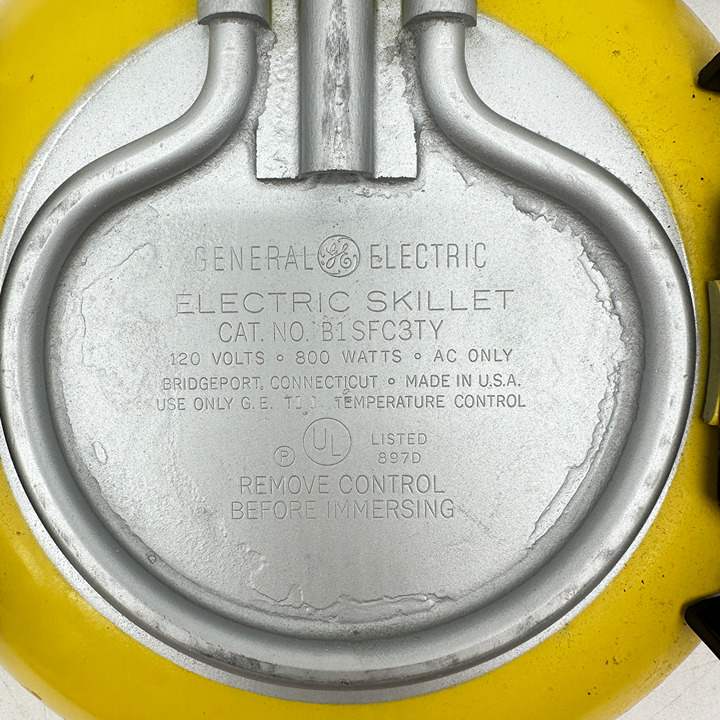 GENERAL GE ELECTRIC
ELECTRIC SKILLET
CAT. NO. B1SFC3TY
120 VOLTS ∘ 800 WATTS ∘ AC ONLY
BRIDGEPORT, CONNECTICUT ∘ MADE IN U.S.A.
USE ONLY G.E. TEMPERATURE CONTROL
UL LISTED
P 897D
REMOVE CONTROL
BEFORE IMMERSING